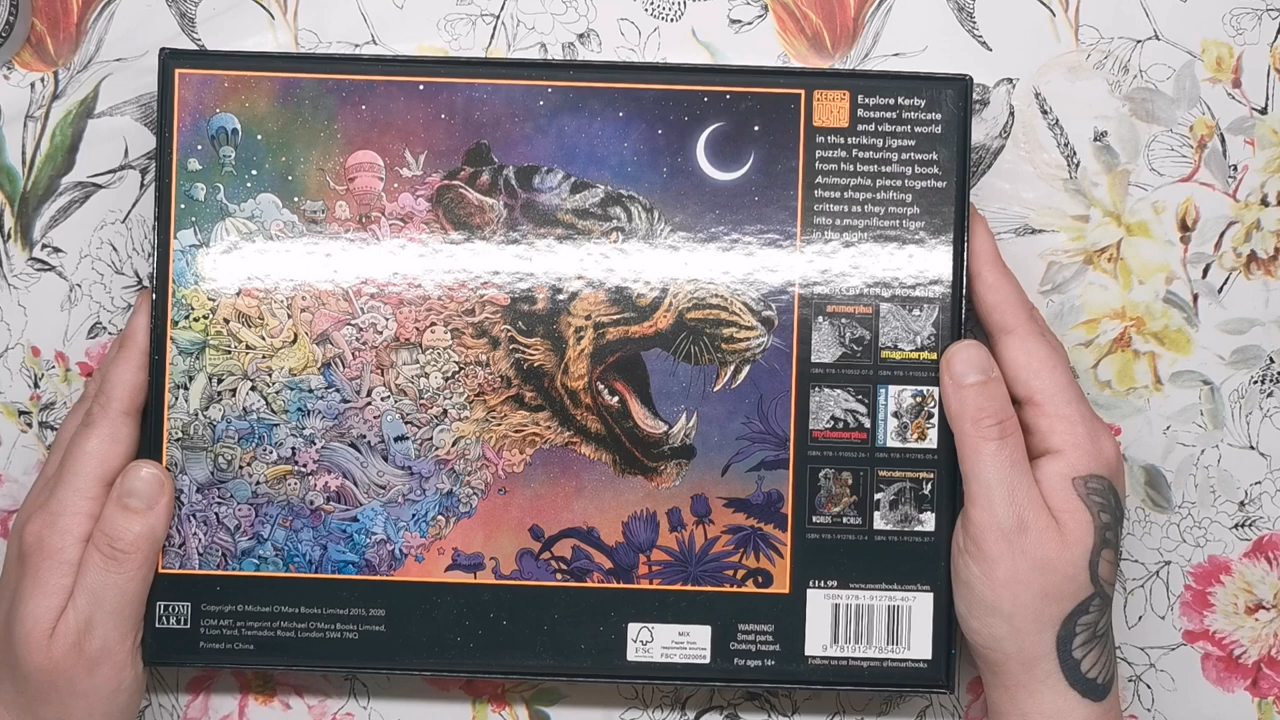 KERBY
Explore Kerby
Rosanes' intricate
and vibrant world
in this striking jigsaw
puzzle. Featuring artwork
from his best-selling book,
Animorphia, piece together
these shape-shifting
critters as they morph
into a magnificent tiger
in the night.
BOOKS BY KERBY ROSANES:
animorphia
imagimorphia
ISBN: 978-1-910552-07-0
ISBN: 978-1-910552-14
mythomorphia
colourmorphia
ISBN: 978-1-910552-26-1
ISBN: 978-1-912785-05-6
WORLDS WITHIN WORLDS
Wondermorphia
ISBN: 978-1-912785-12-4
ISBN: 978-1-912785-37-7
£14.99 www.mombooks.com/lom
ISBN 978-1-912785-40-7
9 781912 785407
Follow us on Instagram: @lomartbooks
LOM
ART
Copyright © Michael O'Mara Books Limited 2015, 2020
LOM ART, an imprint of Michael O'Mara Books Limited,
9 Lion Yard, Tremadoc Road, London SW4 7NQ
Printed in China.
FSC
MIX
Paper from
responsible sources
FSC® C020056
WARNING!
Small parts.
Choking hazard.
For ages 14+